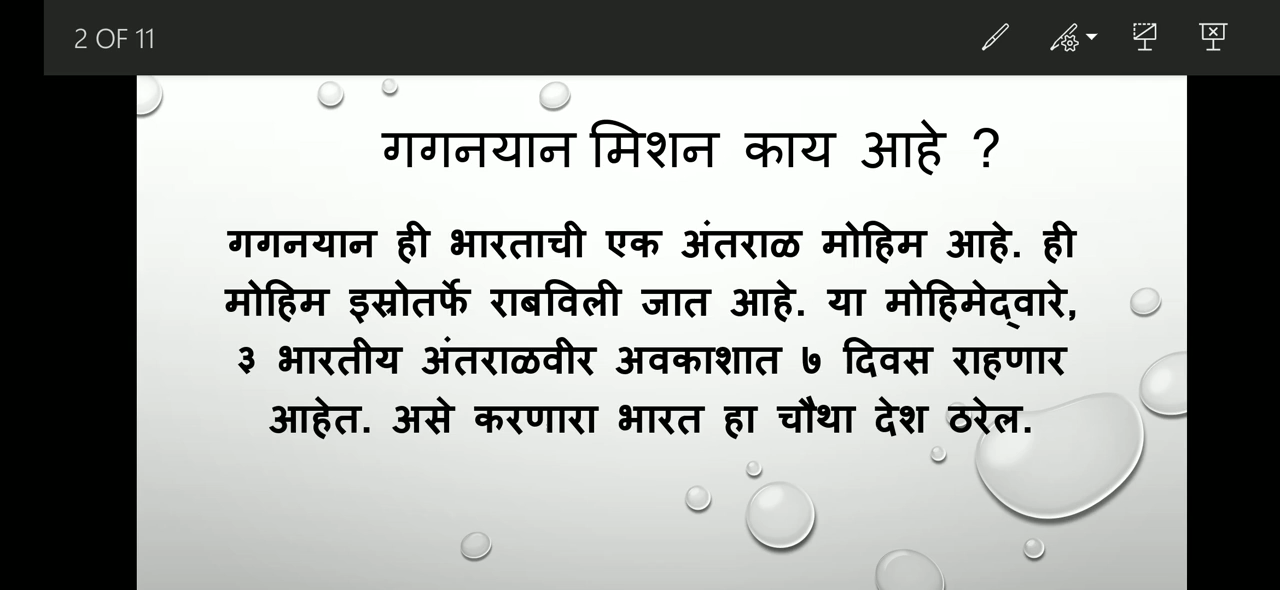 2 OF 11
गगनयान मिशन काय आहे ?
गगनयान ही भारताची एक अंतराळ मोहिम आहे. ही
मोहिम इस्रोतर्फे राबविली जात आहे. या मोहिमेद्‌वारे,
३ भारतीय अंतराळवीर अवकाशात ७ दिवस राहणार
आहेत. असे करणारा भारत हा चौथा देश ठरेल.